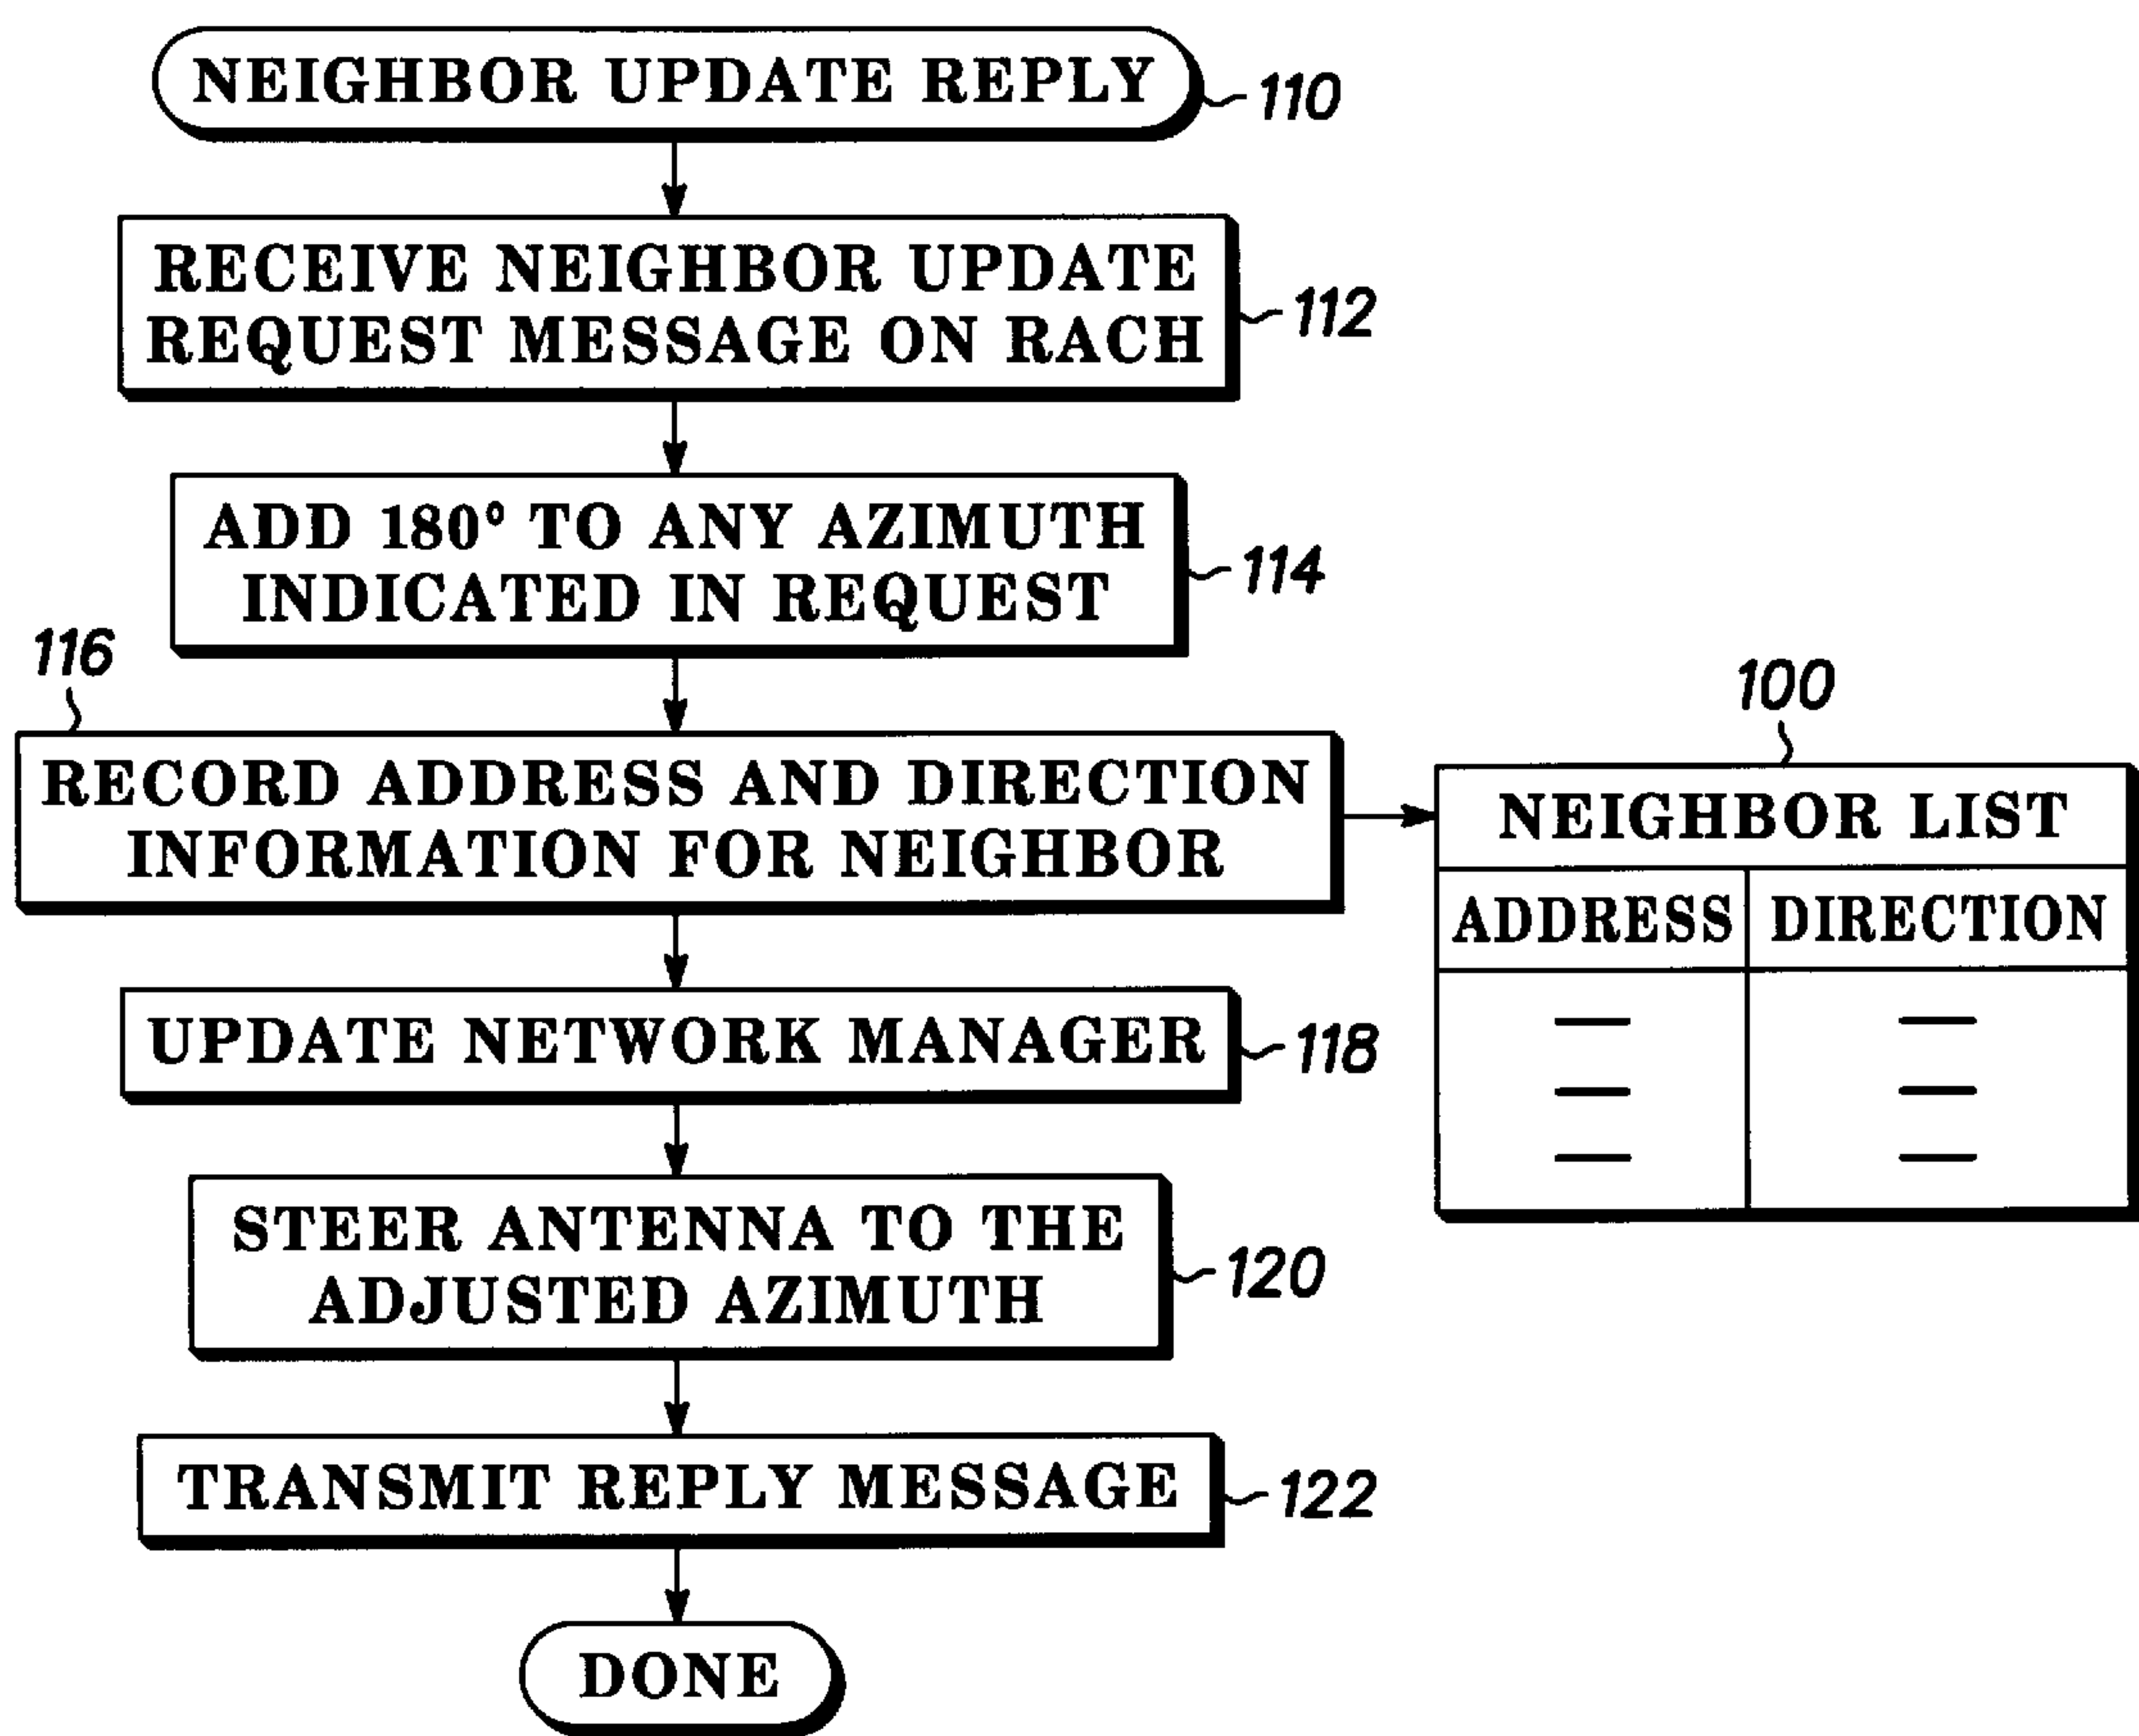 NEIGHBOR UPDATE REPLY
110
RECEIVE NEIGHBOR UPDATE
REQUEST MESSAGE ON RACH
112
ADD 180° TO ANY AZIMUTH
INDICATED IN REQUEST
114
116
RECORD ADDRESS AND DIRECTION
INFORMATION FOR NEIGHBOR
100
NEIGHBOR LIST
ADDRESS
DIRECTION
UPDATE NETWORK MANAGER
118
STEER ANTENNA TO THE
ADJUSTED AZIMUTH
120
TRANSMIT REPLY MESSAGE
122
DONE